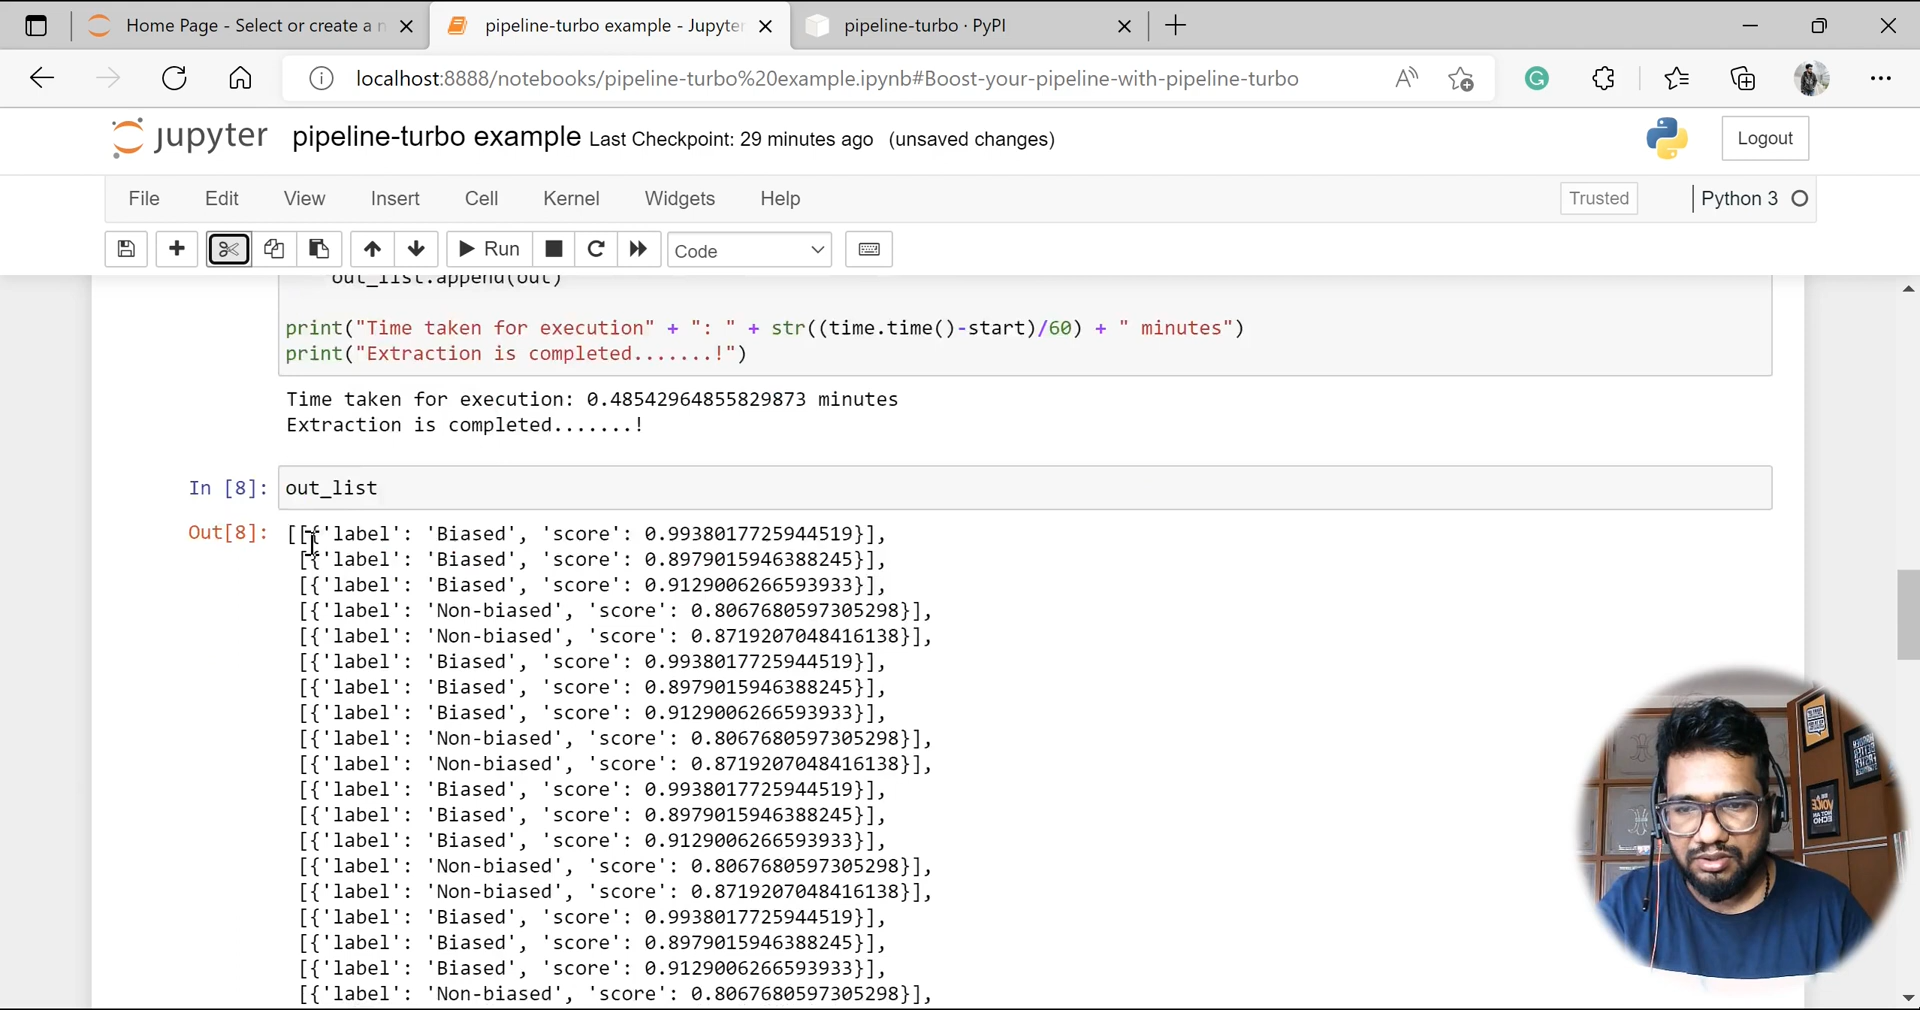 Home Page - Select or create a n
pipeline-turbo example - Jupyter
pipeline-turbo · PyPI
localhost:8888/notebooks/pipeline-turbo%20example.ipynb#Boost-your-pipeline-with-pipeline-turbo
jupyter pipeline-turbo example Last Checkpoint: 29 minutes ago (unsaved changes)
Logout
File Edit View Insert Cell Kernel Widgets Help
Trusted
Python 3
Run
Code
out_list.append(out)
print("Time taken for execution" + ": " + str((time.time()-start)/60) + " minutes")
print("Extraction is completed.......!")
Time taken for execution: 0.48542964855829873 minutes
Extraction is completed.......!
In [8]: out_list
Out[8]: [[{'label': 'Biased', 'score': 0.9938017725944519}],
[{'label': 'Biased', 'score': 0.8979015946388245}],
[{'label': 'Biased', 'score': 0.9129006266593933}],
[{'label': 'Non-biased', 'score': 0.8067680597305298}],
[{'label': 'Non-biased', 'score': 0.8719207048416138}],
[{'label': 'Biased', 'score': 0.9938017725944519}],
[{'label': 'Biased', 'score': 0.8979015946388245}],
[{'label': 'Biased', 'score': 0.9129006266593933}],
[{'label': 'Non-biased', 'score': 0.8067680597305298}],
[{'label': 'Non-biased', 'score': 0.8719207048416138}],
[{'label': 'Biased', 'score': 0.9938017725944519}],
[{'label': 'Biased', 'score': 0.8979015946388245}],
[{'label': 'Biased', 'score': 0.9129006266593933}],
[{'label': 'Non-biased', 'score': 0.8067680597305298}],
[{'label': 'Non-biased', 'score': 0.8719207048416138}],
[{'label': 'Biased', 'score': 0.9938017725944519}],
[{'label': 'Biased', 'score': 0.8979015946388245}],
[{'label': 'Biased', 'score': 0.9129006266593933}],
[{'label': 'Non-biased', 'score': 0.8067680597305298}],